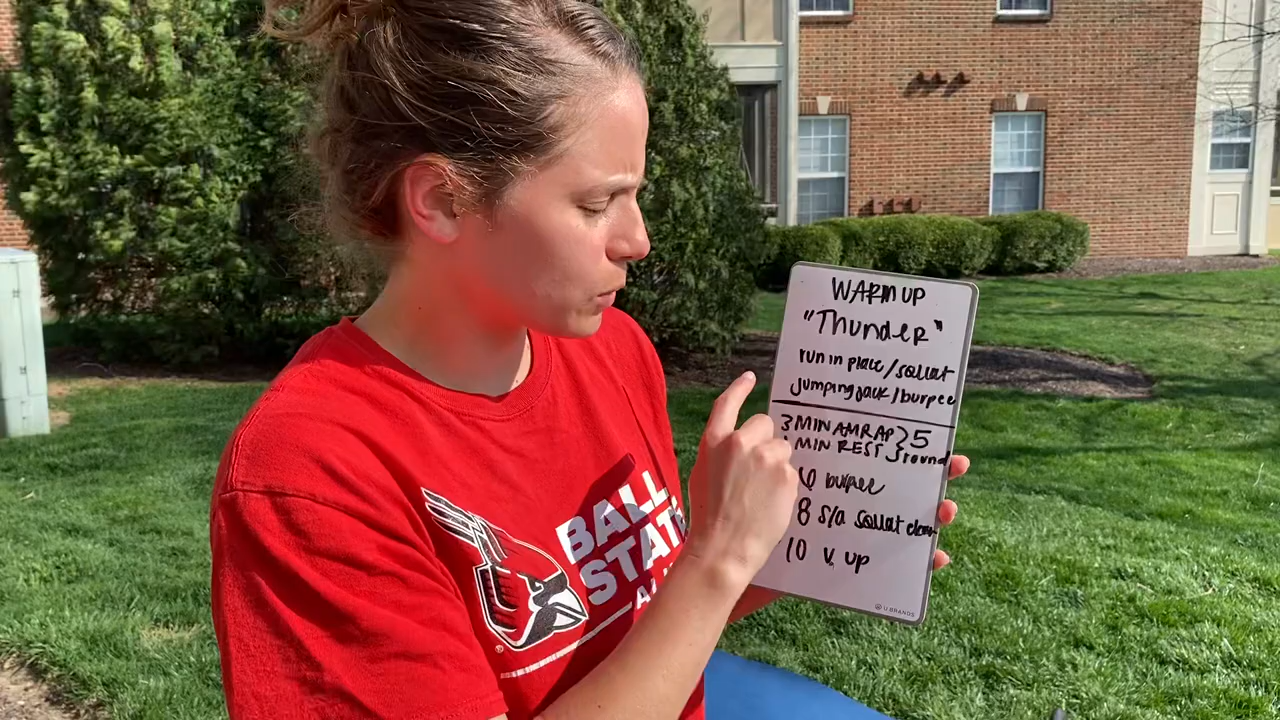 WARM UP
"Thunder"
run in place/squat
jumping jack/burpee
3 MIN AMRAP } 5
MIN REST } round
6 burpee
8 s/a squat clean
10 v. up
U BRANDS
BALL
STATE